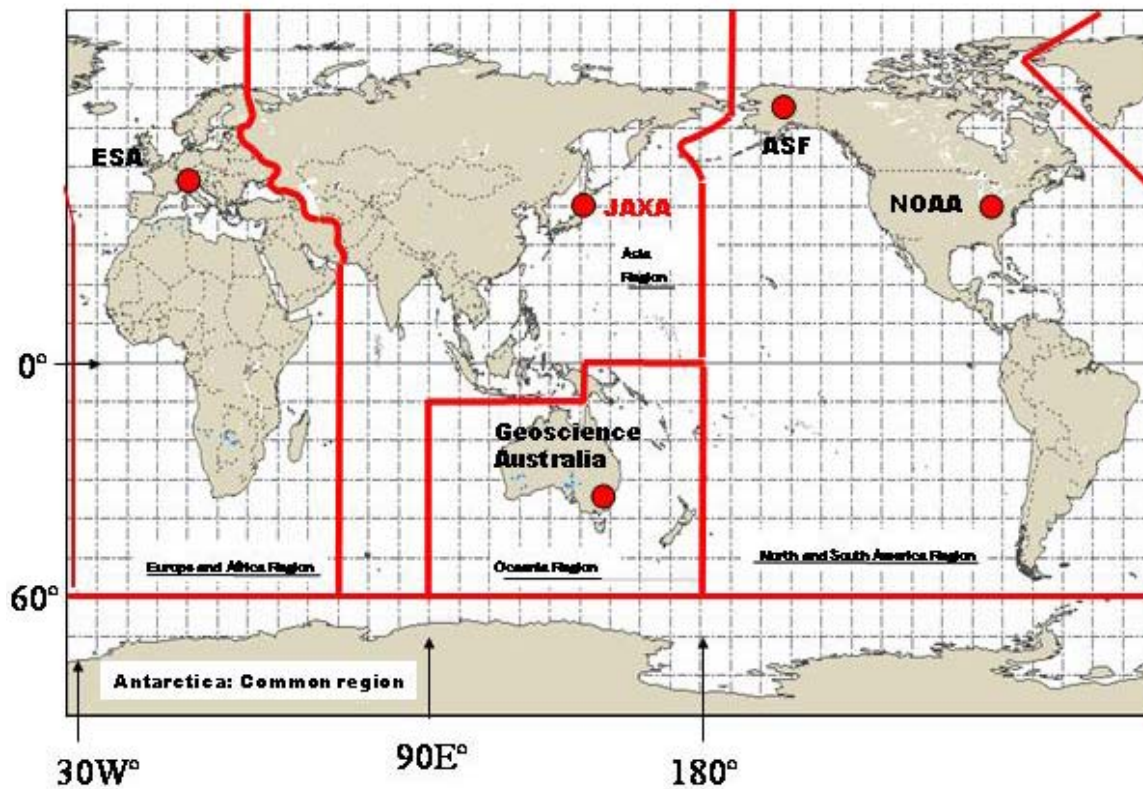 ESA
ASF
JAXA
NOAA
Asia
Region
0°
Geoscience
Australia
Europe and Africa Region
Oceania Region
North and South America Region
60°
Antarctica: Common region
30W°
90E°
180°